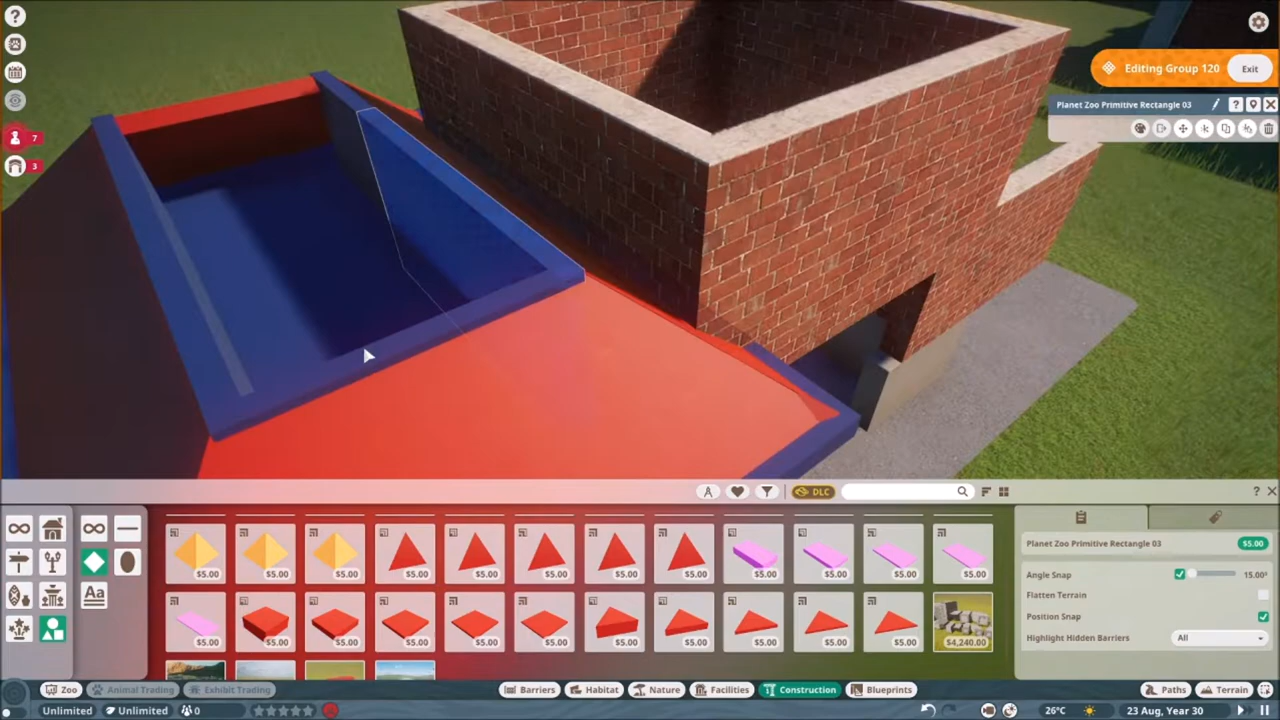 ?
Editing Group 120
Exit
7
3
Planet Zoo Primitive Rectangle 03
?
DLC
?
Aa
$5.00 $5.00 $5.00 $5.00 $5.00 $5.00 $5.00 $5.00 $5.00 $5.00 $5.00 $5.00
$5.00 $5.00 $5.00 $5.00 $5.00 $5.00 $5.00 $5.00 $5.00 $5.00 $5.00 $4,240.00
Planet Zoo Primitive Rectangle 03 $5.00
Angle Snap 15.00°
Flatten Terrain
Position Snap
Highlight Hidden Barriers All
Zoo Animal Trading Exhibit Trading Barriers Habitat Nature Facilities Construction Blueprints Paths Terrain
Unlimited Unlimited 0 26°C 23 Aug, Year 30